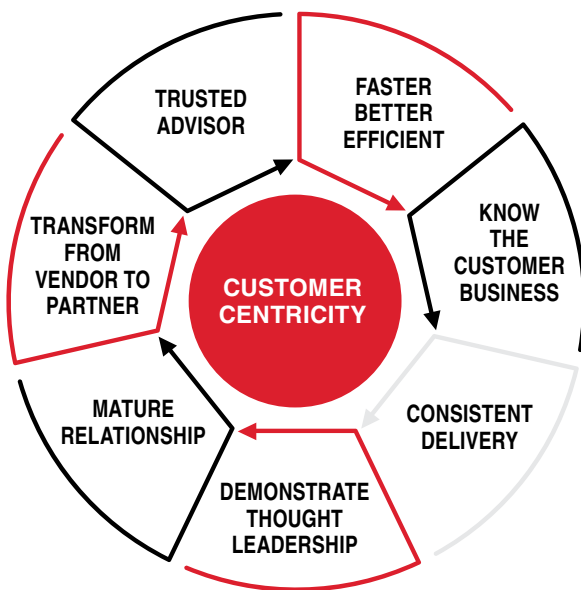 FASTER
BETTER
EFFICIENT
KNOW
THE
CUSTOMER
BUSINESS
CONSISTENT
DELIVERY
DEMONSTRATE
THOUGHT
LEADERSHIP
MATURE
RELATIONSHIP
TRANSFORM
FROM
VENDOR TO
PARTNER
TRUSTED
ADVISOR
CUSTOMER
CENTRICITY